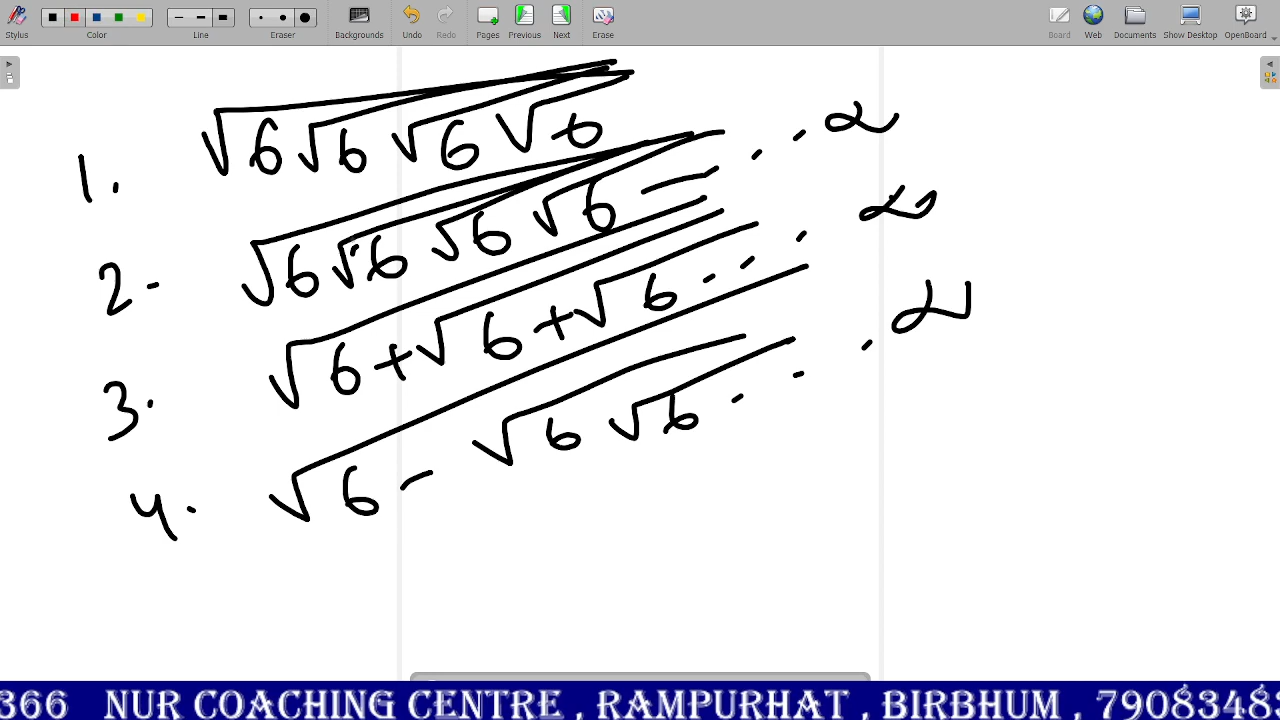 Stylus Color Line Eraser Backgrounds Undo Redo Pages Previous Next Erase Board Web Documents Show Desktop OpenBoard
1. √6√6√6√6
2- √6√6√6√6 – – . . ∝
3. √6+√6+√6 . . . ∝
4. √6-√6√6 . . . ∝
366 NUR COACHING CENTRE , RAMPURHAT , BIRBHUM , 7908348